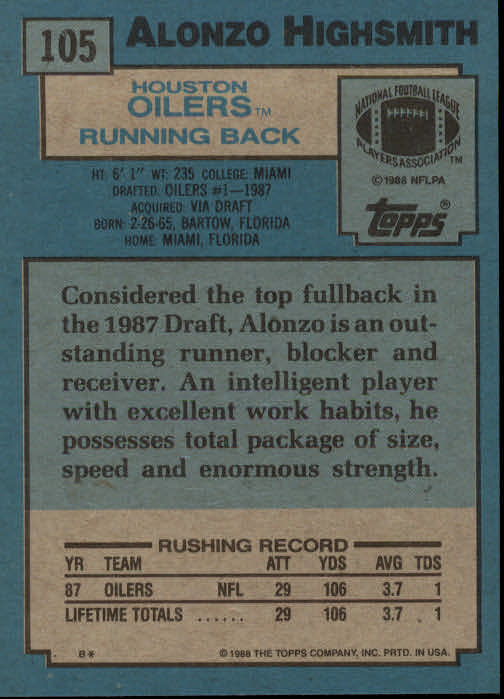 105
ALONZO HIGHSMITH
HOUSTON
OILERS™
RUNNING BACK
NATIONAL FOOTBALL LEAGUE
PLAYERS ASSOCIATION™
©1988 NFLPA
TOPPS®
HT: 6' 1" WT: 235 COLLEGE: MIAMI
DRAFTED: OILERS #1—1987
ACQUIRED: VIA DRAFT
BORN: 2-26-65, BARTOW, FLORIDA
HOME: MIAMI, FLORIDA
Considered the top fullback in
the 1987 Draft, Alonzo is an out-
standing runner, blocker and
receiver. An intelligent player
with excellent work habits, he
possesses total package of size,
speed and enormous strength.
RUSHING RECORD
YR TEAM ATT YDS AVG TDS
87 OILERS NFL 29 106 3.7 1
LIFETIME TOTALS ...... 29 106 3.7 1
B* ©1988 THE TOPPS COMPANY, INC. PRTD. IN USA.